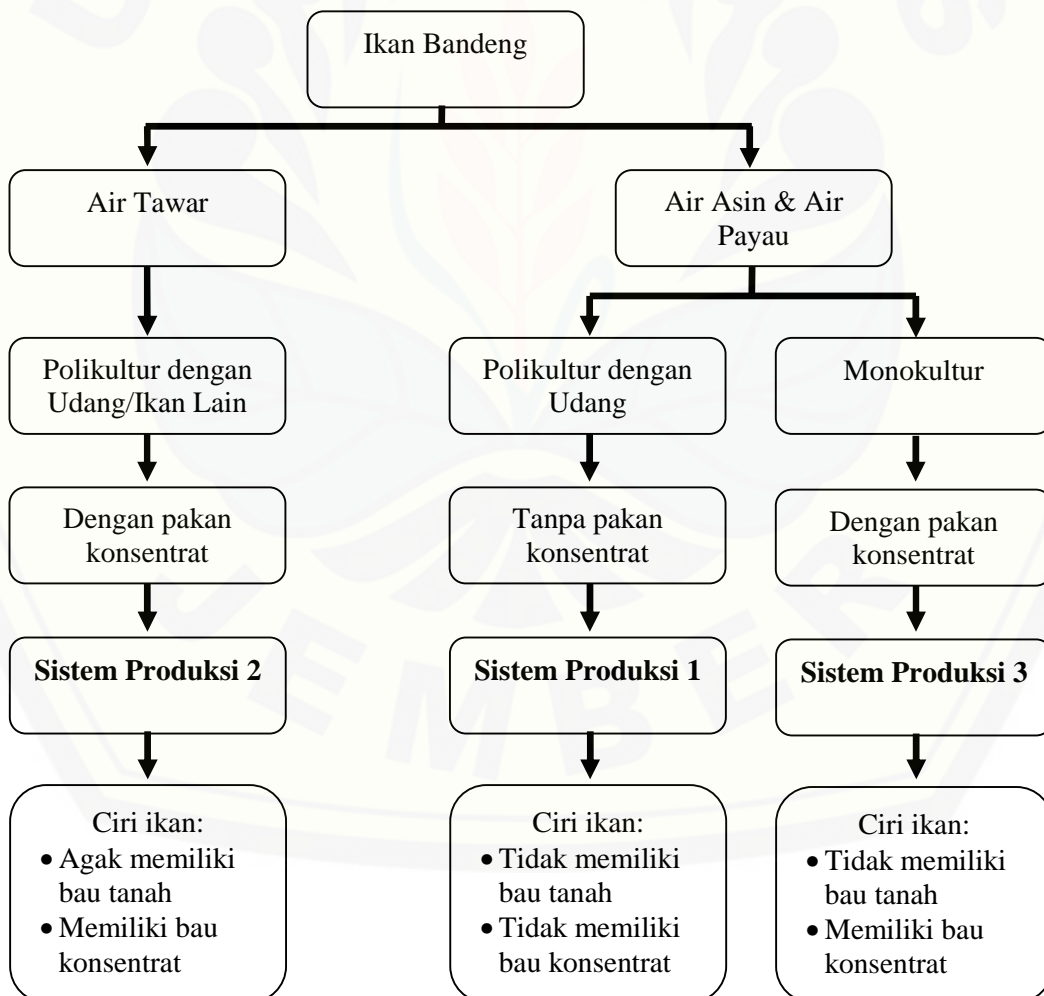 Ikan Bandeng
Air Tawar
Air Asin & Air
Payau
Polikultur dengan
Udang/Ikan Lain
Polikultur dengan
Udang
Monokultur
Dengan pakan
konsentrat
Tanpa pakan
konsentrat
Dengan pakan
konsentrat
Sistem Produksi 2
Sistem Produksi 1
Sistem Produksi 3
Ciri ikan:
• Agak memiliki
bau tanah
• Memiliki bau
konsentrat
Ciri ikan:
• Tidak memiliki
bau tanah
• Tidak memiliki
bau konsentrat
Ciri ikan:
• Tidak memiliki
bau tanah
• Memiliki bau
konsentrat
JEMBER